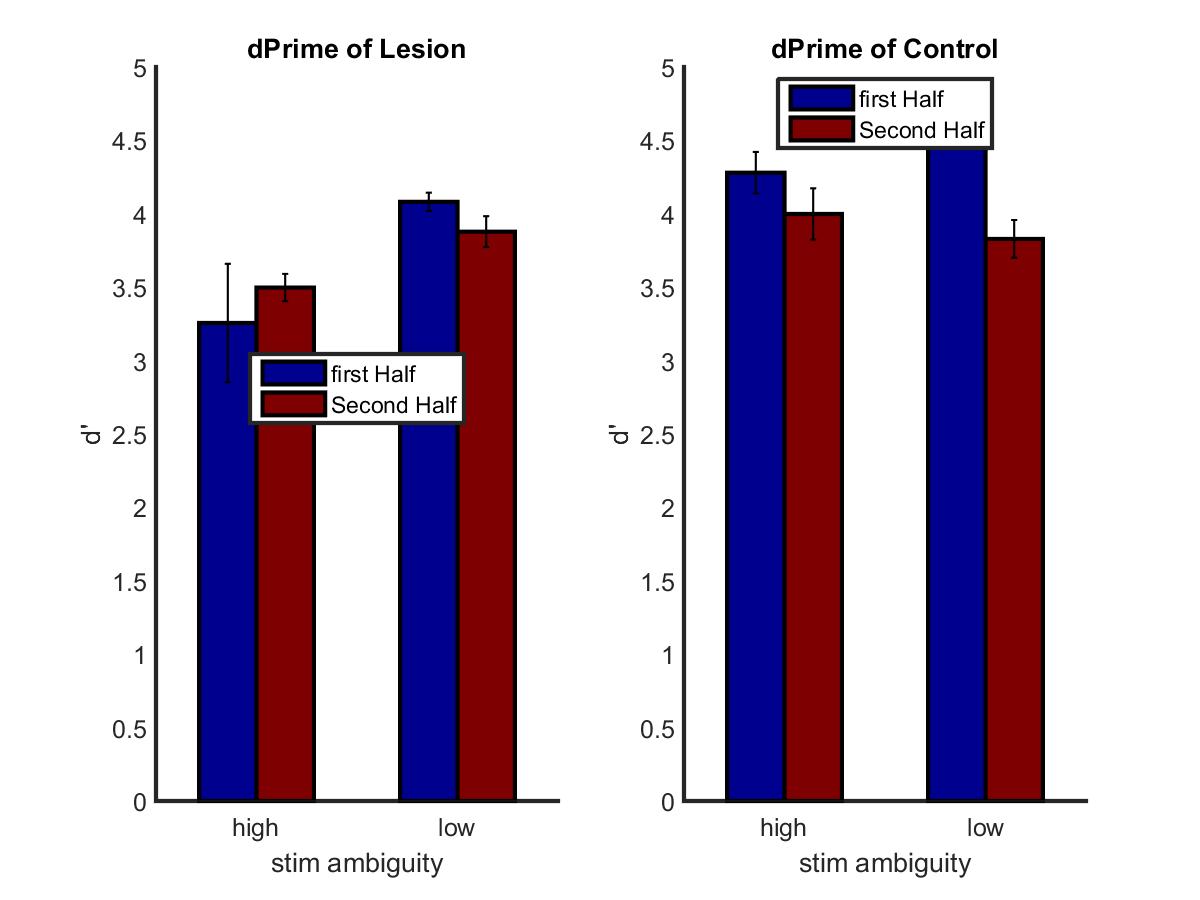 dPrime of Lesion
5
4.5
4
3.5
3
2.5
2
1.5
1
0.5
0
d'
first Half
Second Half
high
low
stim ambiguity
dPrime of Control
5
4.5
4
3.5
3
2.5
2
1.5
1
0.5
0
d'
first Half
Second Half
high
low
stim ambiguity